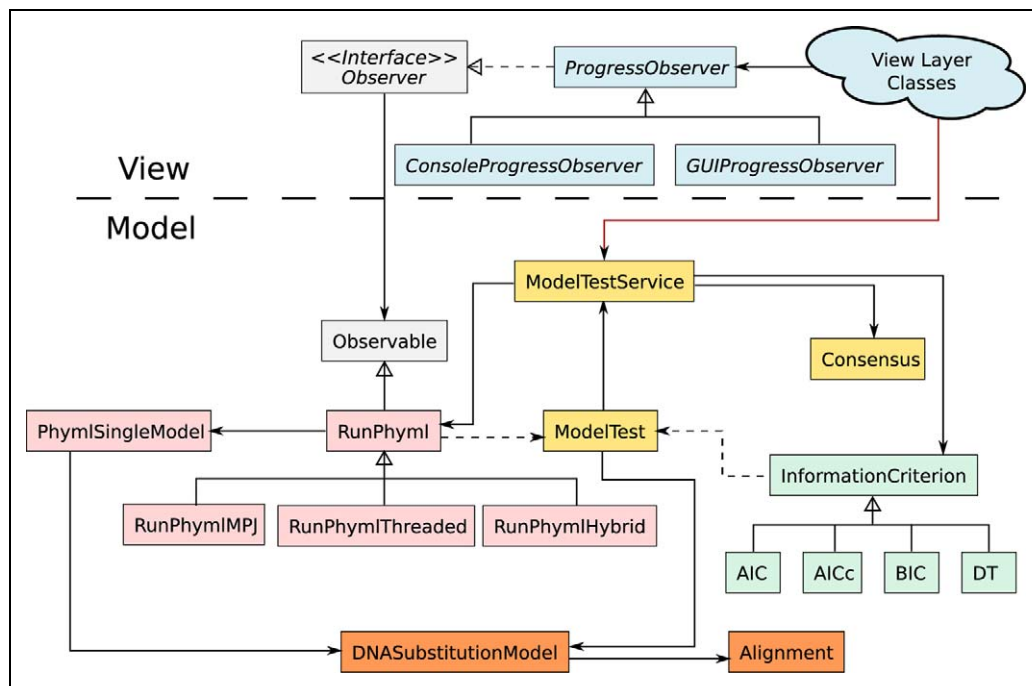 <<Interface>>
Observer
ProgressObserver
View Layer
Classes
ConsoleProgressObserver
GUIProgressObserver
View
Model
ModelTestService
Observable
Consensus
PhymlSingleModel
RunPhyml
ModelTest
InformationCriterion
RunPhymlMPJ
RunPhymlThreaded
RunPhymlHybrid
AIC
AICc
BIC
DT
DNASubstitutionModel
Alignment